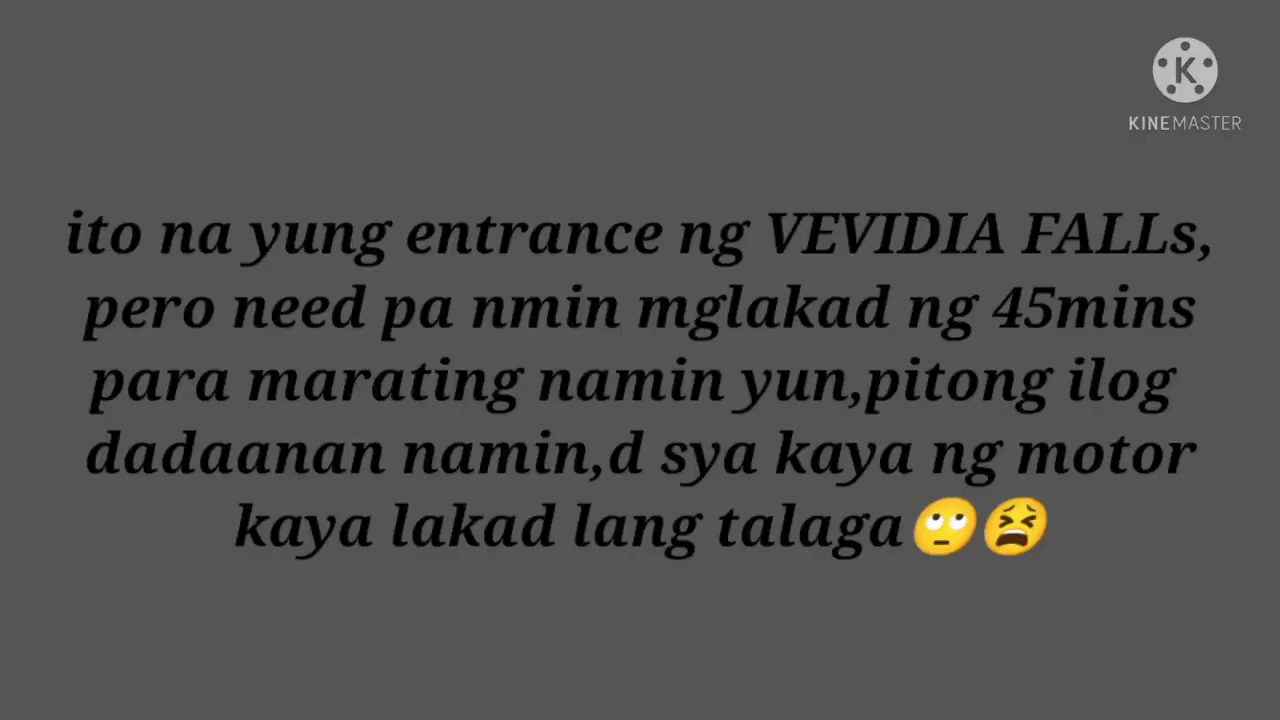 KINEMASTER
ito na yung entrance ng VEVIDIA FALLs,
pero need pa nmin mglakad ng 45mins
para marating namin yun,pitong ilog
dadaanan namin,d sya kaya ng motor
kaya lakad lang talaga🙄😫